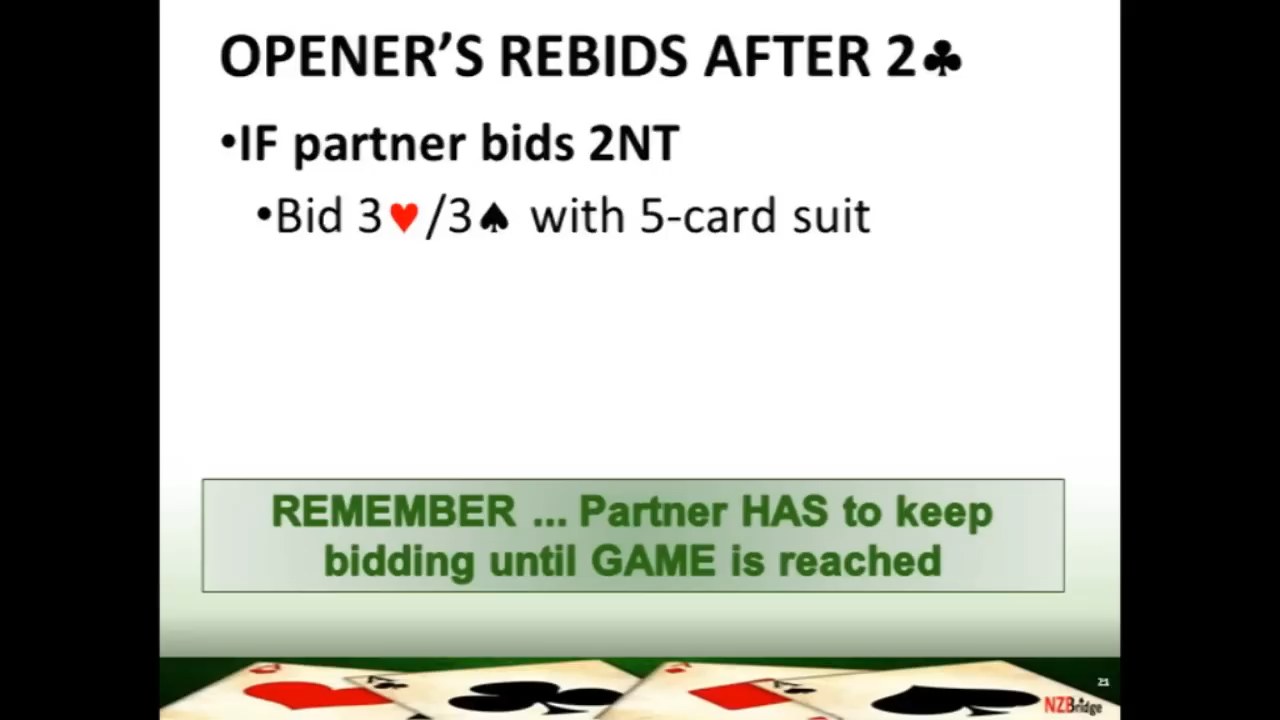 OPENER’S REBIDS AFTER 2♣
•IF partner bids 2NT
•Bid 3♥/3♠ with 5-card suit
REMEMBER ... Partner HAS to keep
bidding until GAME is reached
21
NZBridge